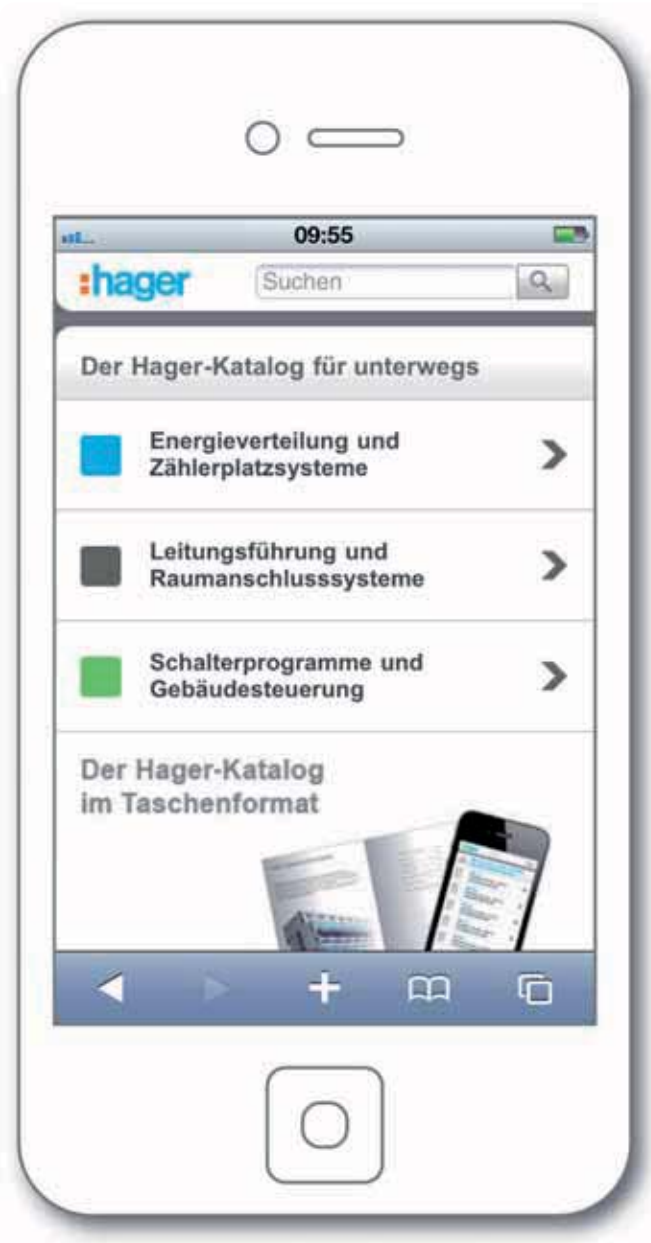 09:55
:hager
Suchen
Der Hager-Katalog für unterwegs
Energieverteilung und
Zählerplatzsysteme
Leitungsführung und
Raumanschlusssysteme
Schalterprogramme und
Gebäudesteuerung
Der Hager-Katalog
im Taschenformat